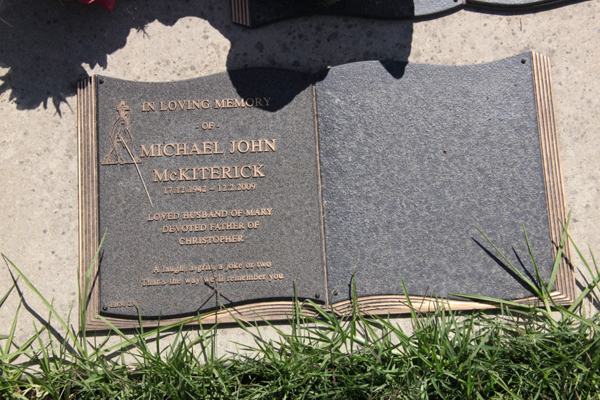 IN LOVING MEMORY
- OF -
MICHAEL JOHN
McKITERICK
17.12.1942 - 12.2.2009
LOVED HUSBAND OF MARY
DEVOTED FATHER OF
CHRISTOPHER
A laugh, a grin, a joke or two
That's the way we'll remember you